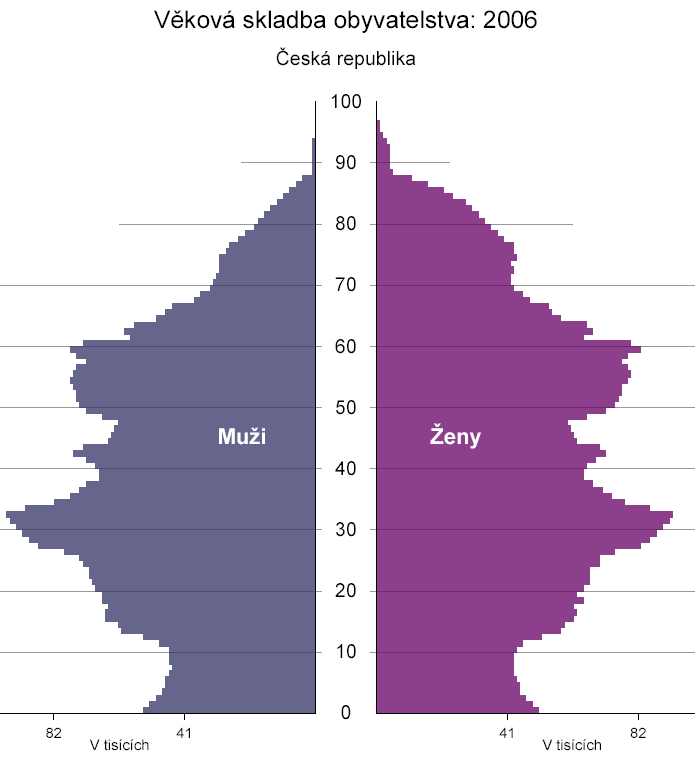 Věková skladba obyvatelstva: 2006
Česká republika
100
90
80
70
60
50
Muži
Ženy
40
30
20
10
0
82 41 41 82
V tisících V tisících